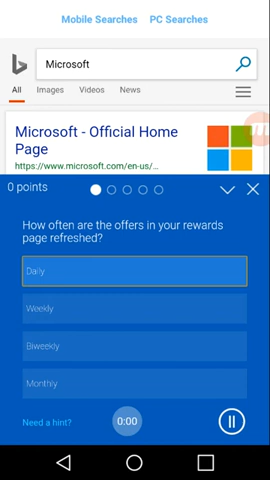 Mobile Searches PC Searches
Microsoft
All Images Videos News
Microsoft - Official Home
Page
https://www.microsoft.com/en-us/...
0 points
How often are the offers in your rewards
page refreshed?
Daily
Weekly
Biweekly
Monthly
Need a hint? 0:00